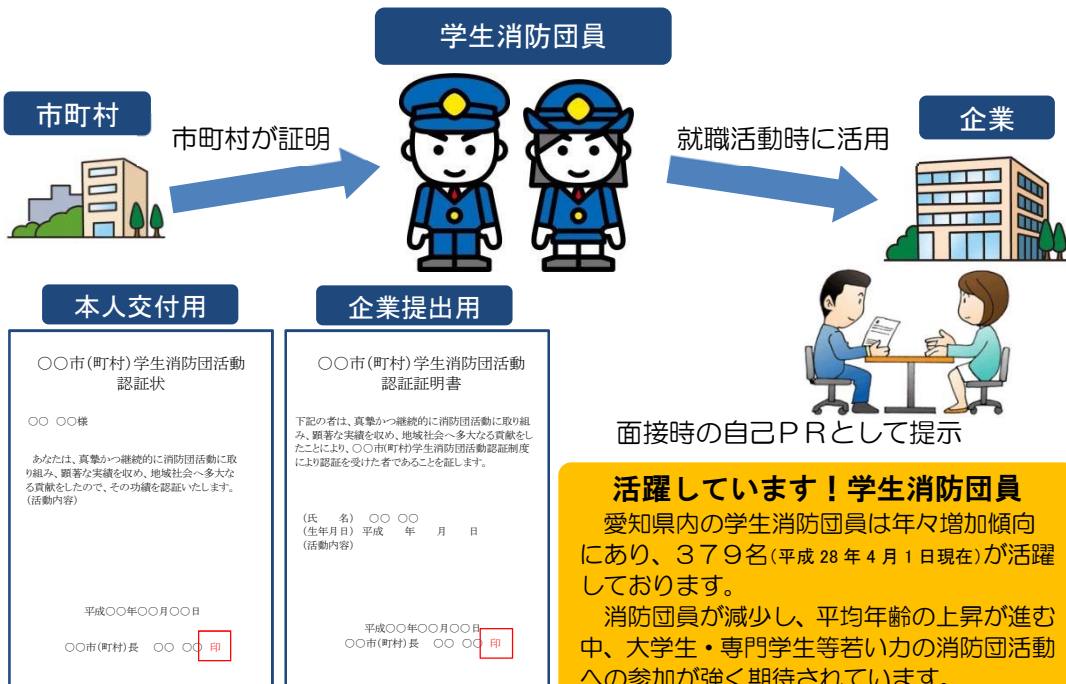 学生消防団員
市町村
市町村が証明
就職活動時に活用
企業
本人交付用
〇〇市(町村)学生消防団活動
認証状
〇〇 〇〇様
あなたは、真摯かつ継続的に消防団活動に取
り組み、顕著な実績を収め、地域社会へ多大な
る貢献をしたので、その功績を認証いたします。
(活動内容)
平成〇〇年〇〇月〇〇日
〇〇市(町村)長 〇〇 〇〇 印
企業提出用
〇〇市(町村)学生消防団活動
認証証明書
下記の者は、真摯かつ継続的に消防団活動に取り組
み、顕著な実績を収め、地域社会へ多大なる貢献をし
たことにより、〇〇市(町村)学生消防団活動認証制度
により認証を受けた者であることを証します。
(氏 名) 〇〇 〇〇
(生年月日) 平成 年 月 日
(活動内容)
平成〇〇年〇〇月〇〇日
〇〇市(町村)長 〇〇 〇〇 印
面接時の自己PRとして提示
活躍しています!学生消防団員
愛知県内の学生消防団員は年々増加傾向
にあり、379名(平成28年4月1日現在)が活躍
しております。
消防団員が減少し、平均年齢の上昇が進む
中、大学生・専門学生等若い力の消防団活動
への参加が強く期待されています。